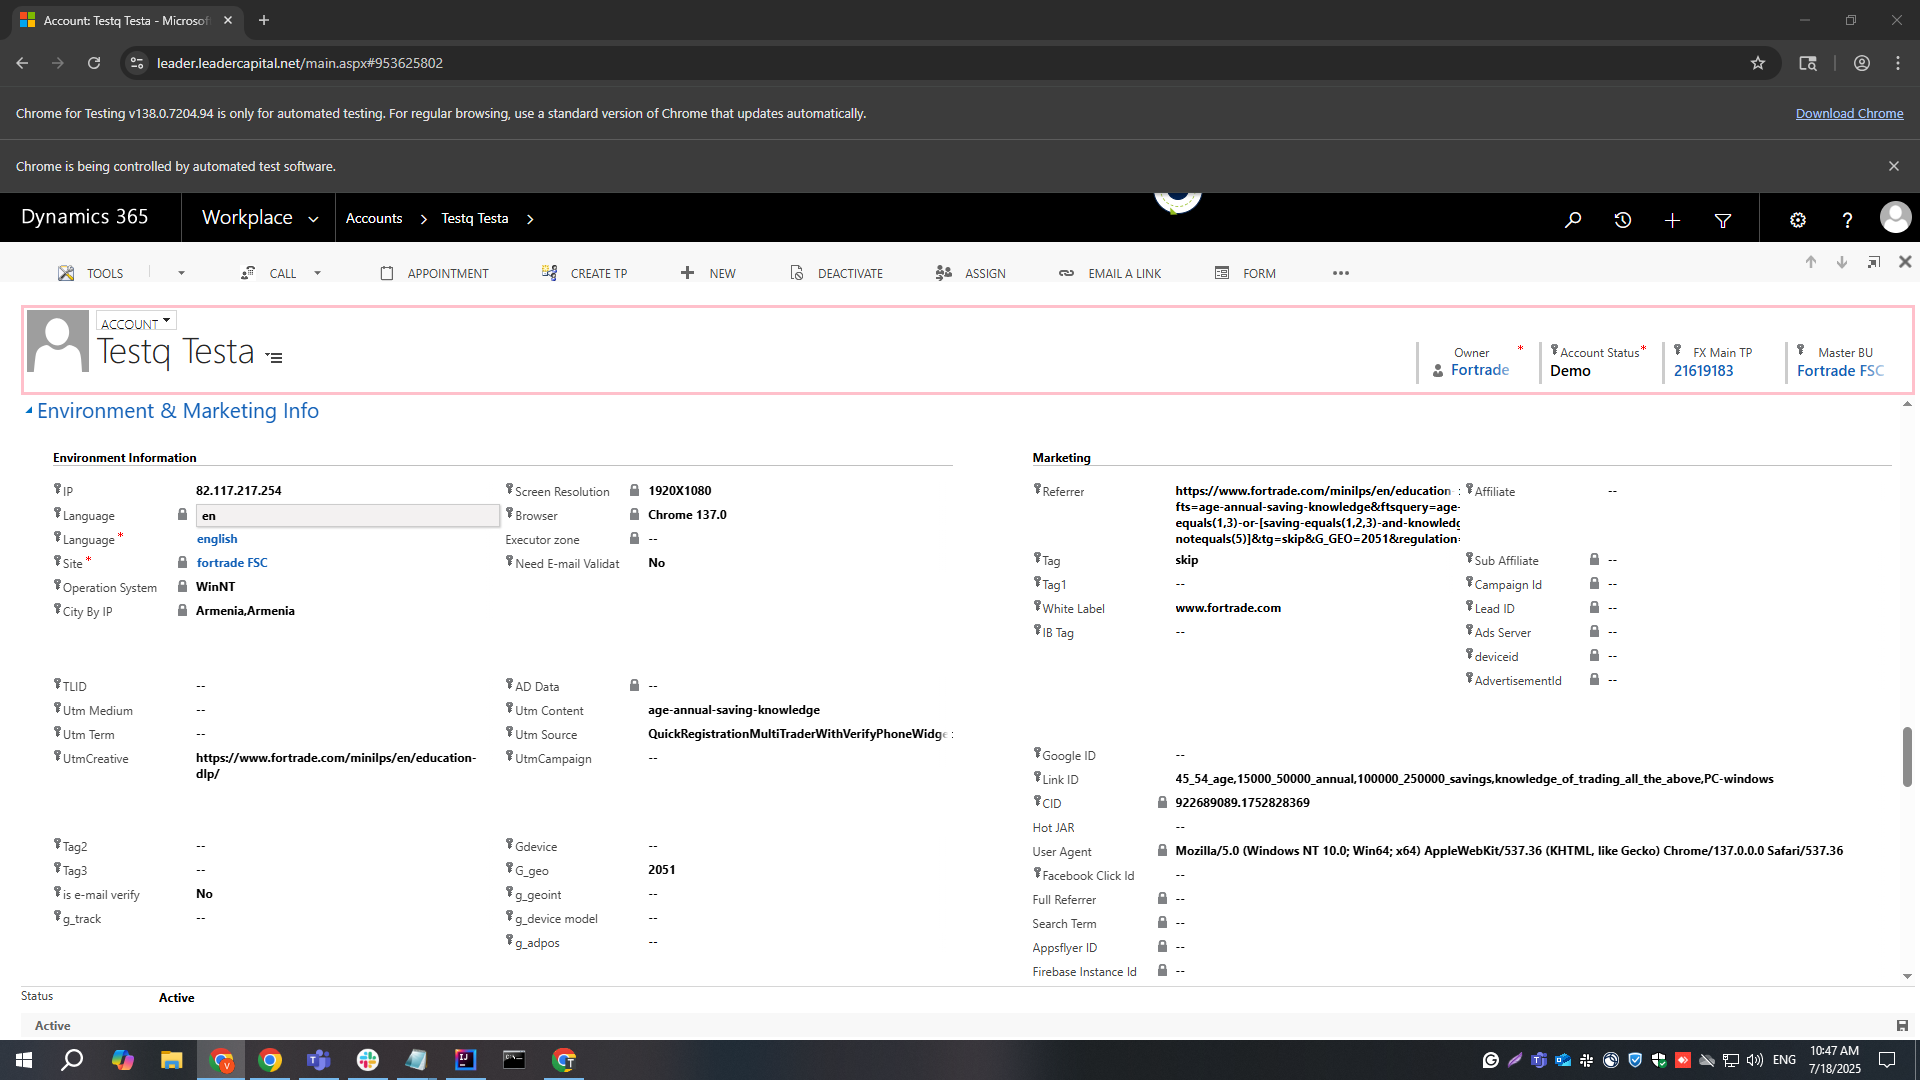 Account: Testq Testa - Microsof
leader.leadercapital.net/main.aspx#953625802
Chrome for Testing v138.0.7204.94 is only for automated testing. For regular browsing, use a standard version of Chrome that updates automatically.
Download Chrome
Chrome is being controlled by automated test software.
Dynamics 365
Workplace
Accounts
Testq Testa
TOOLS
CALL
APPOINTMENT
CREATE TP
NEW
DEACTIVATE
ASSIGN
EMAIL A LINK
FORM
ACCOUNT
Testq Testa
Owner *
Fortrade
Account Status *
Demo
FX Main TP
21619183
Master BU
Fortrade FSC
Environment & Marketing Info
Environment Information
IP 82.117.217.254
Language en
Language * english
Site * fortrade FSC
Operation System WinNT
City By IP Armenia,Armenia
Screen Resolution 1920X1080
Browser Chrome 137.0
Executor zone --
Need E-mail Validat No
TLID --
Utm Medium --
Utm Term --
UtmCreative https://www.fortrade.com/minilps/en/education-
dlp/
AD Data --
Utm Content age-annual-saving-knowledge
Utm Source QuickRegistrationMultiTraderWithVerifyPhoneWidge
UtmCampaign --
Tag2 --
Tag3 --
is e-mail verify No
g_track --
Gdevice --
G_geo 2051
g_geoint --
g_device model --
g_adpos --
Marketing
Referrer https://www.fortrade.com/minilps/en/education
fts=age-annual-saving-knowledge&ftsquery=age-
equals(1,3)-or-[saving-equals(1,2,3)-and-knowledg
notequals(5)]&tg=skip&G_GEO=2051&regulation=
Tag skip
Tag1 --
White Label www.fortrade.com
IB Tag --
Affiliate --
Sub Affiliate --
Campaign Id --
Lead ID --
Ads Server --
deviceid --
AdvertisementId --
Google ID --
Link ID 45_54_age,15000_50000_annual,100000_250000_savings,knowledge_of_trading_all_the_above,PC-windows
CID 922689089.1752828369
Hot JAR --
User Agent Mozilla/5.0 (Windows NT 10.0; Win64; x64) AppleWebKit/537.36 (KHTML, like Gecko) Chrome/137.0.0.0 Safari/537.36
Facebook Click Id --
Full Referrer --
Search Term --
Appsflyer ID --
Firebase Instance Id --
Status Active
Active
ENG
10:47 AM
7/18/2025